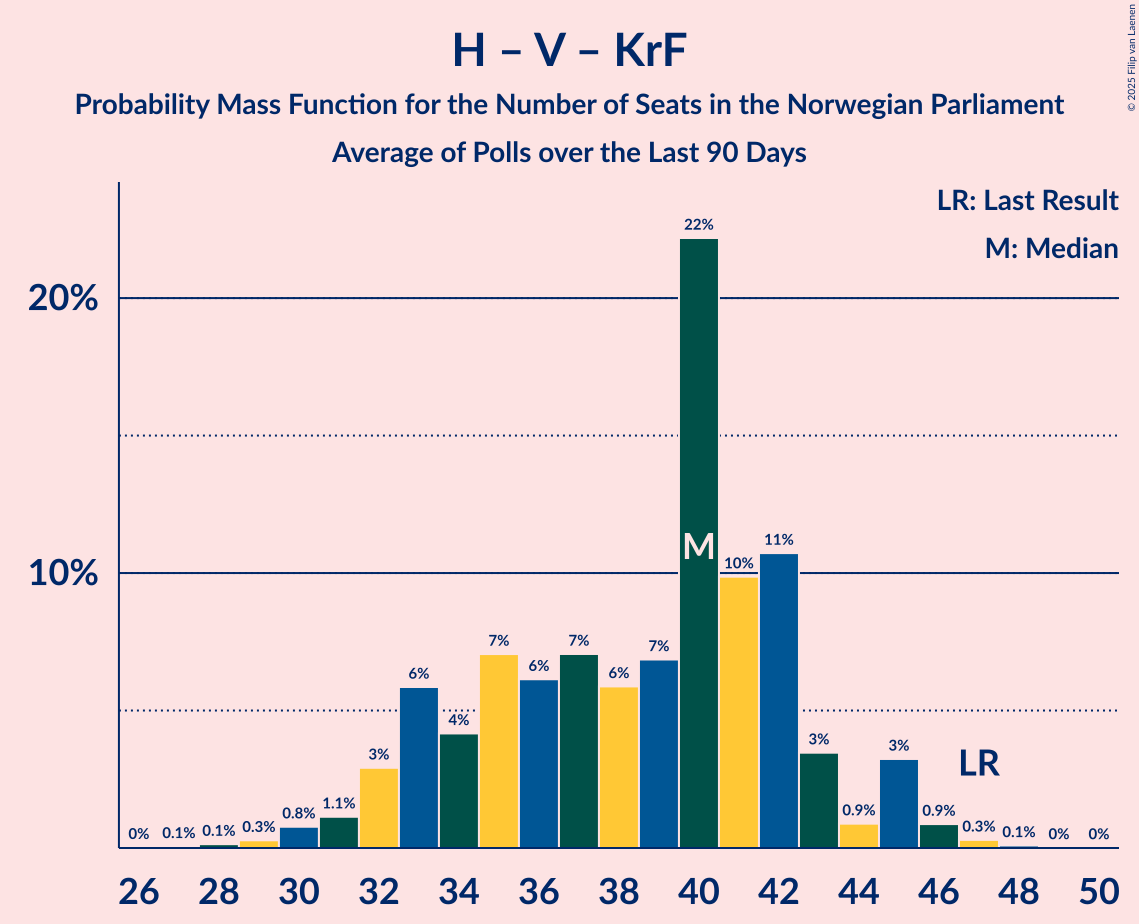 H – V – KrF
Probability Mass Function for the Number of Seats in the Norwegian Parliament
Average of Polls over the Last 90 Days
© 2025 Filip van Laenen
LR: Last Result
M: Median
20%
10%
0% 0.1% 0.1% 0.3% 0.8% 1.1% 3% 6% 4% 7% 6% 7% 6% 7% 22% 10% 11% 3% 0.9% 3% 0.9% 0.3% 0.1% 0% 0%
M
LR
26 28 30 32 34 36 38 40 42 44 46 48 50